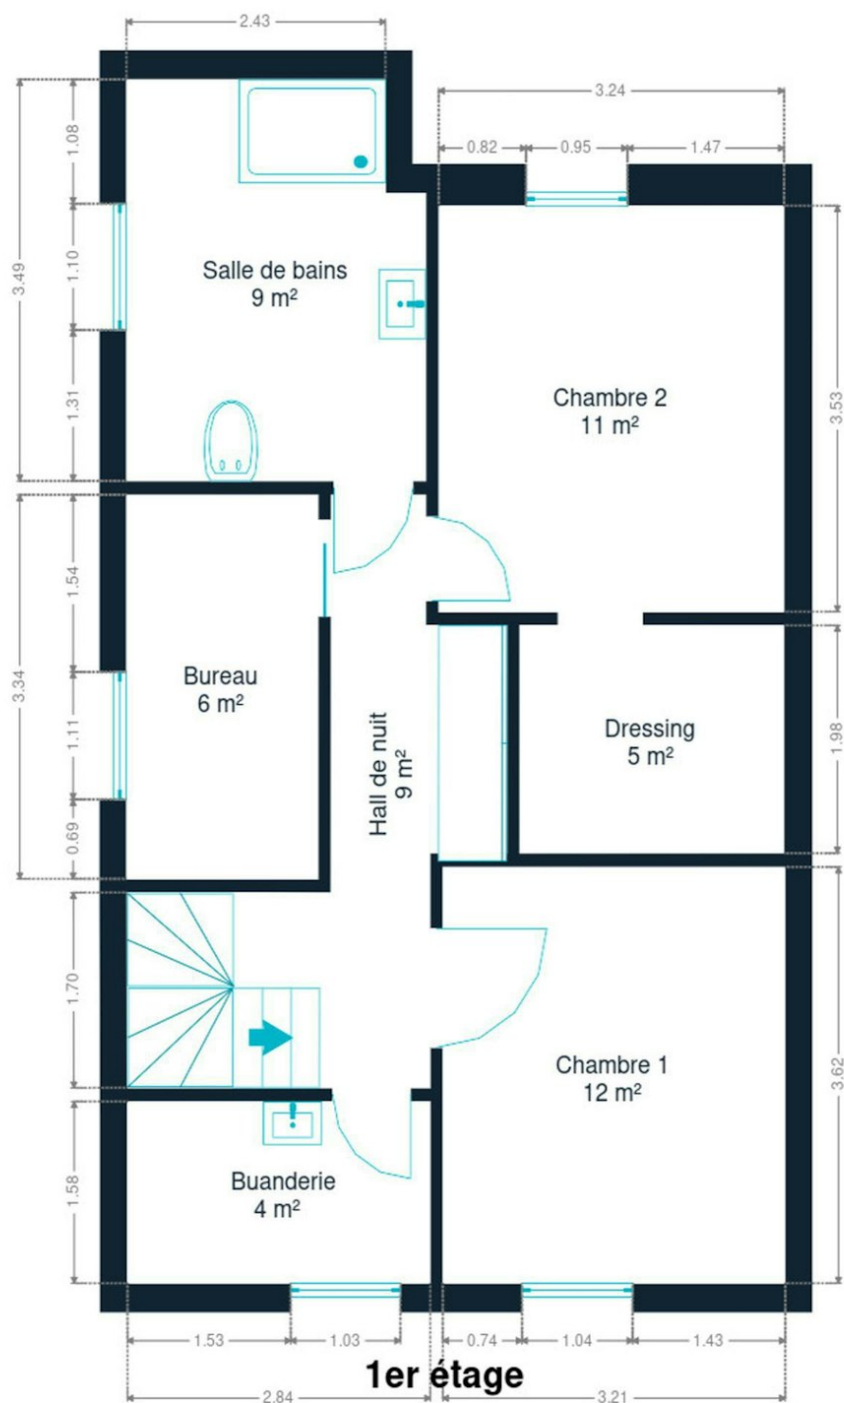 2.43
3.24
0.82
0.95
1.47
1.08
3.49
1.10
1.31
Salle de bains
9 m²
Chambre 2
11 m²
3.53
1.54
3.34
1.11
0.69
Bureau
6 m²
Hall de nuit
9 m²
Dressing
5 m²
1.98
1.70
Chambre 1
12 m²
3.62
1.58
Buanderie
4 m²
1.53
1.03
0.74
1.04
1.43
1er étage
2.84
3.21